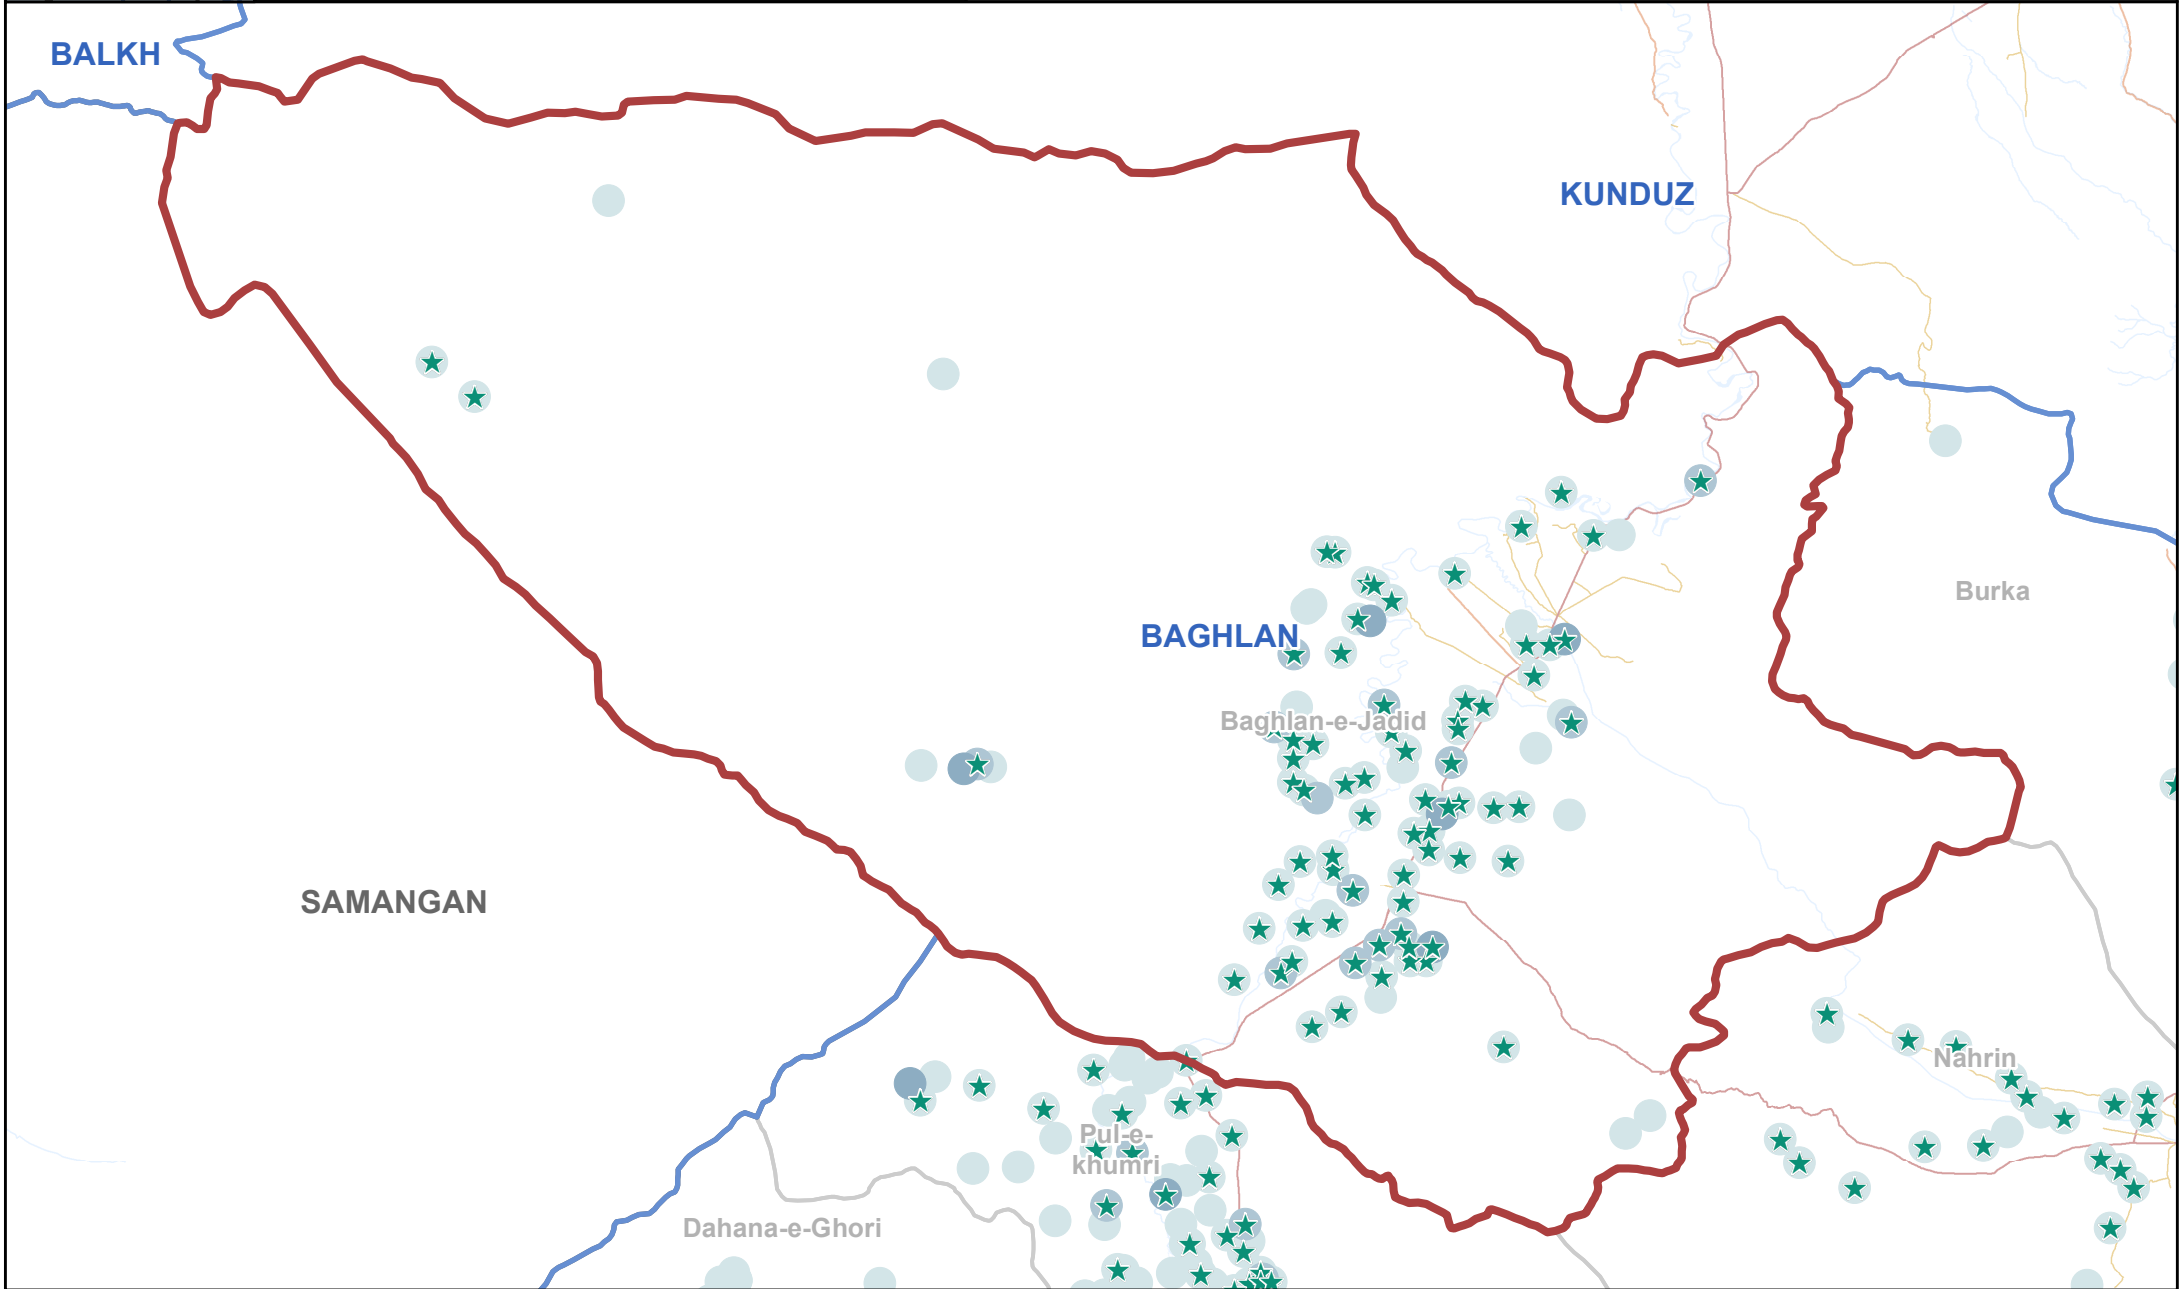 BALKH
KUNDUZ
Burka
BAGHLAN
Baghlan-e-Jadid
SAMANGAN
Nahrin
Pul-e-
khumri
Dahana-e-Ghori